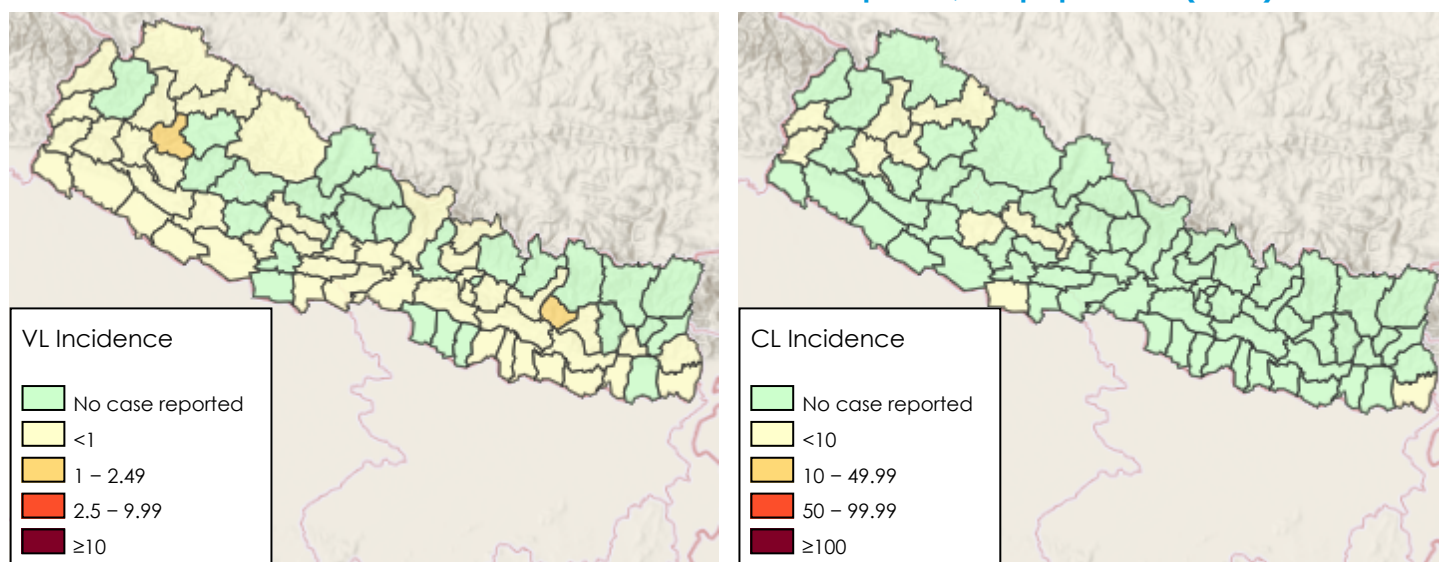 VL Incidence
No case reported
<1
1 – 2.49
2.5 – 9.99
≥10
CL Incidence
No case reported
<10
10 – 49.99
50 – 99.99
≥100